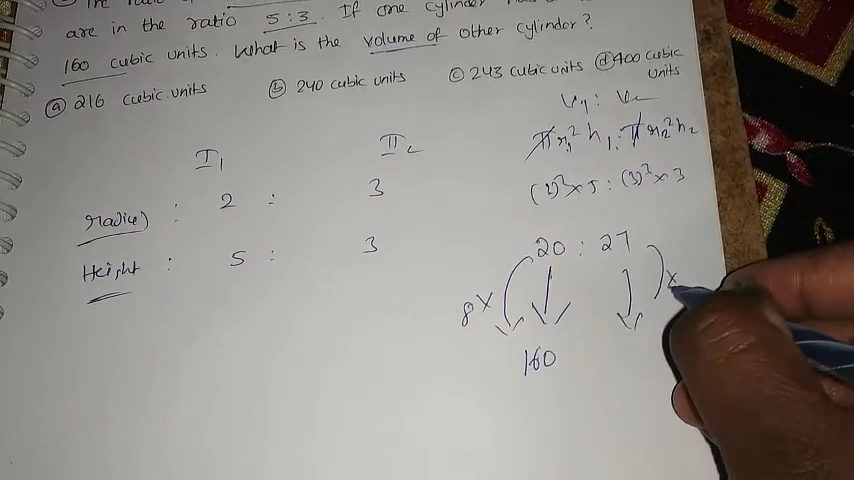 are in the ratio 5:3. If one cylinder
160 cubic units. What is the volume of other cylinder?
ⓐ 216 cubic units ⓑ 240 cubic units ⓒ 243 cubic units ⓓ 400 cubic units
V1 : V2
I1 II2
πr1²h1 : πr2²h2
radius : 2 : 3
(2)²×5 : (3)²×3
Height : 5 : 3
20 : 27
8× ×
160